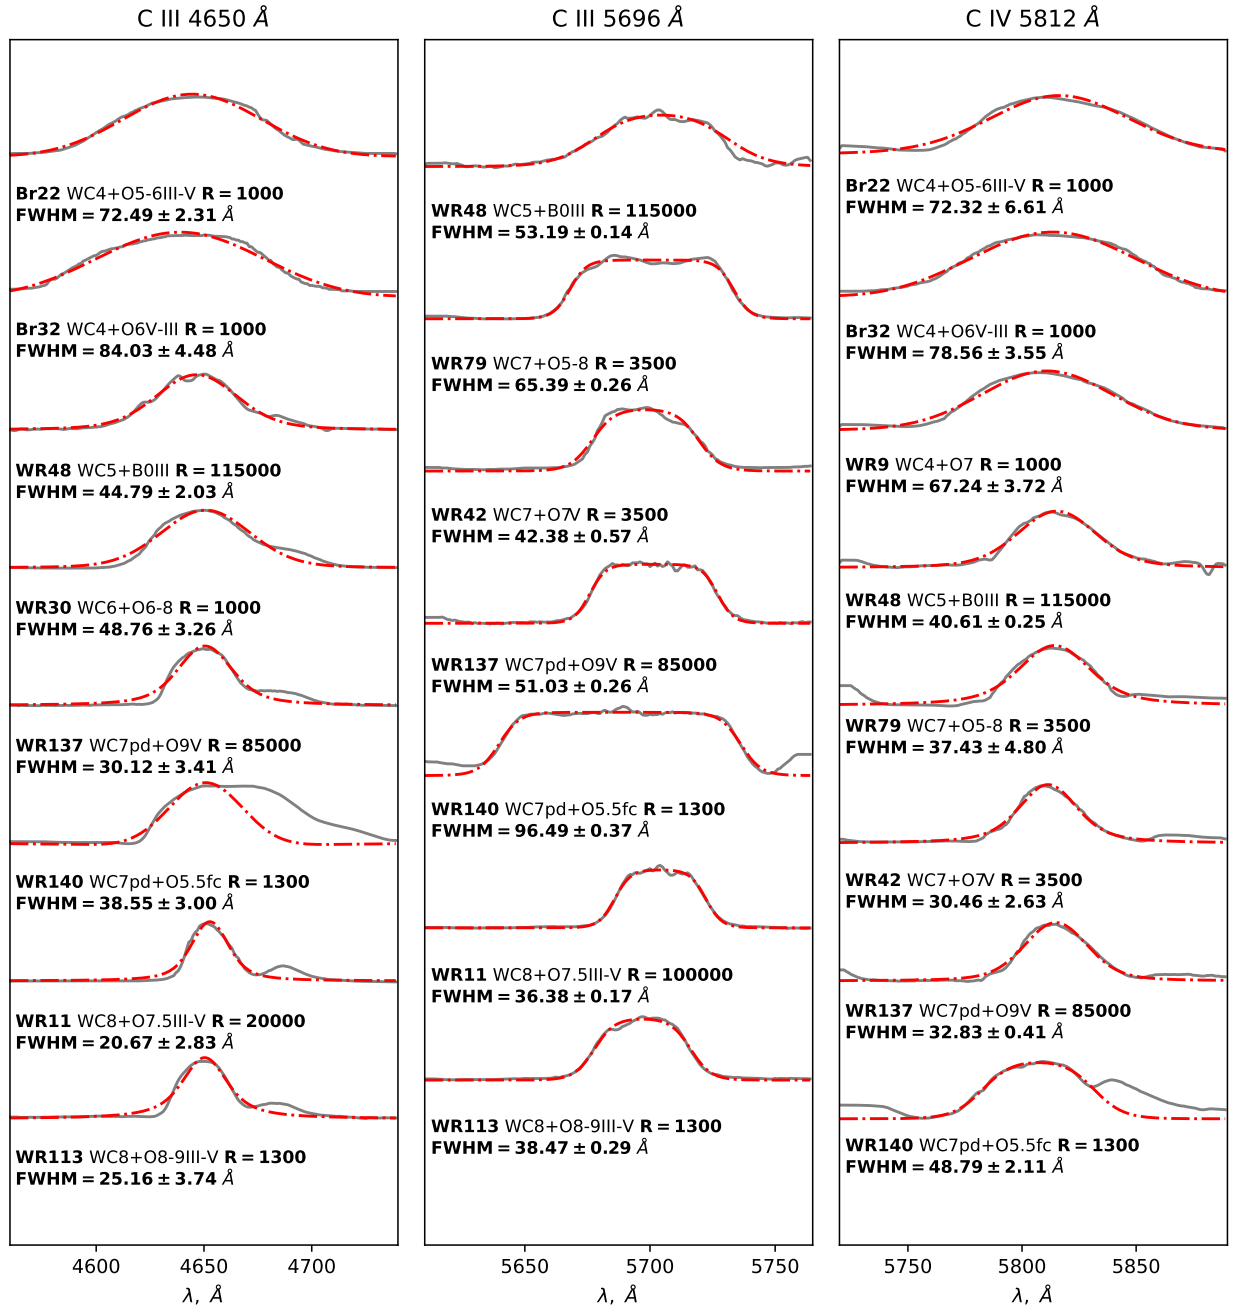 C III 4650 Å
Br22 WC4+O5-6III-V R = 1000
FWHM = 72.49 ± 2.31 Å
Br32 WC4+O6V-III R = 1000
FWHM = 84.03 ± 4.48 Å
WR48 WC5+B0III R = 115000
FWHM = 44.79 ± 2.03 Å
WR30 WC6+O6-8 R = 1000
FWHM = 48.76 ± 3.26 Å
WR137 WC7pd+O9V R = 85000
FWHM = 30.12 ± 3.41 Å
WR140 WC7pd+O5.5fc R = 1300
FWHM = 38.55 ± 3.00 Å
WR11 WC8+O7.5III-V R = 20000
FWHM = 20.67 ± 2.83 Å
WR113 WC8+O8-9III-V R = 1300
FWHM = 25.16 ± 3.74 Å
4600 4650 4700
λ, Å
C III 5696 Å
WR48 WC5+B0III R = 115000
FWHM = 53.19 ± 0.14 Å
WR79 WC7+O5-8 R = 3500
FWHM = 65.39 ± 0.26 Å
WR42 WC7+O7V R = 3500
FWHM = 42.38 ± 0.57 Å
WR137 WC7pd+O9V R = 85000
FWHM = 51.03 ± 0.26 Å
WR140 WC7pd+O5.5fc R = 1300
FWHM = 96.49 ± 0.37 Å
WR11 WC8+O7.5III-V R = 100000
FWHM = 36.38 ± 0.17 Å
WR113 WC8+O8-9III-V R = 1300
FWHM = 38.47 ± 0.29 Å
5650 5700 5750
λ, Å
C IV 5812 Å
Br22 WC4+O5-6III-V R = 1000
FWHM = 72.32 ± 6.61 Å
Br32 WC4+O6V-III R = 1000
FWHM = 78.56 ± 3.55 Å
WR9 WC4+O7 R = 1000
FWHM = 67.24 ± 3.72 Å
WR48 WC5+B0III R = 115000
FWHM = 40.61 ± 0.25 Å
WR79 WC7+O5-8 R = 3500
FWHM = 37.43 ± 4.80 Å
WR42 WC7+O7V R = 3500
FWHM = 30.46 ± 2.63 Å
WR137 WC7pd+O9V R = 85000
FWHM = 32.83 ± 0.41 Å
WR140 WC7pd+O5.5fc R = 1300
FWHM = 48.79 ± 2.11 Å
5750 5800 5850
λ, Å